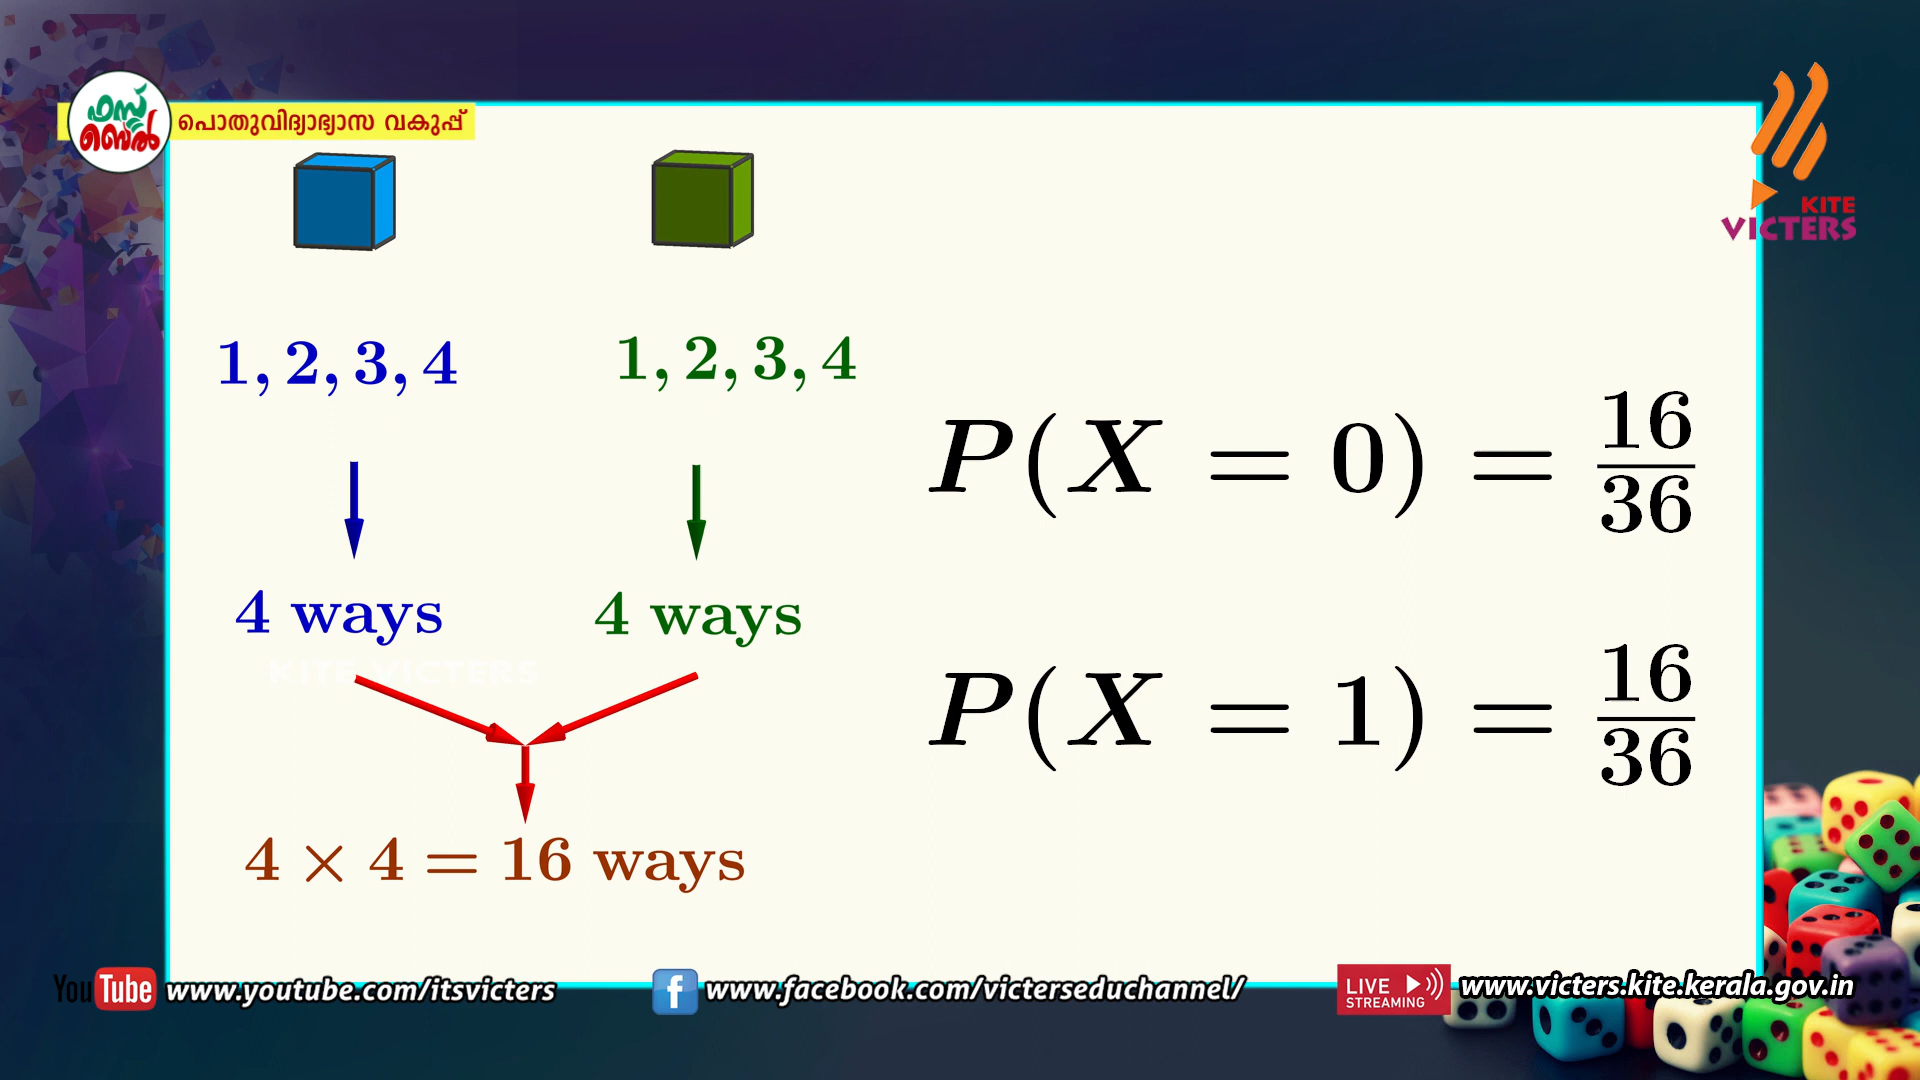 ഫസ്റ്റ്
ബെൽ
പൊതുവിദ്യാഭ്യാസ വകുപ്പ്
KITE
VICTERS
1, 2, 3, 4
1, 2, 3, 4
P(X = 0) = 16/36
4 ways
4 ways
KITE VICTERS
P(X = 1) = 16/36
4 × 4 = 16 ways
YouTube www.youtube.com/itsvicters
f www.facebook.com/victerseduchannel/
LIVE STREAMING www.victers.kite.kerala.gov.in